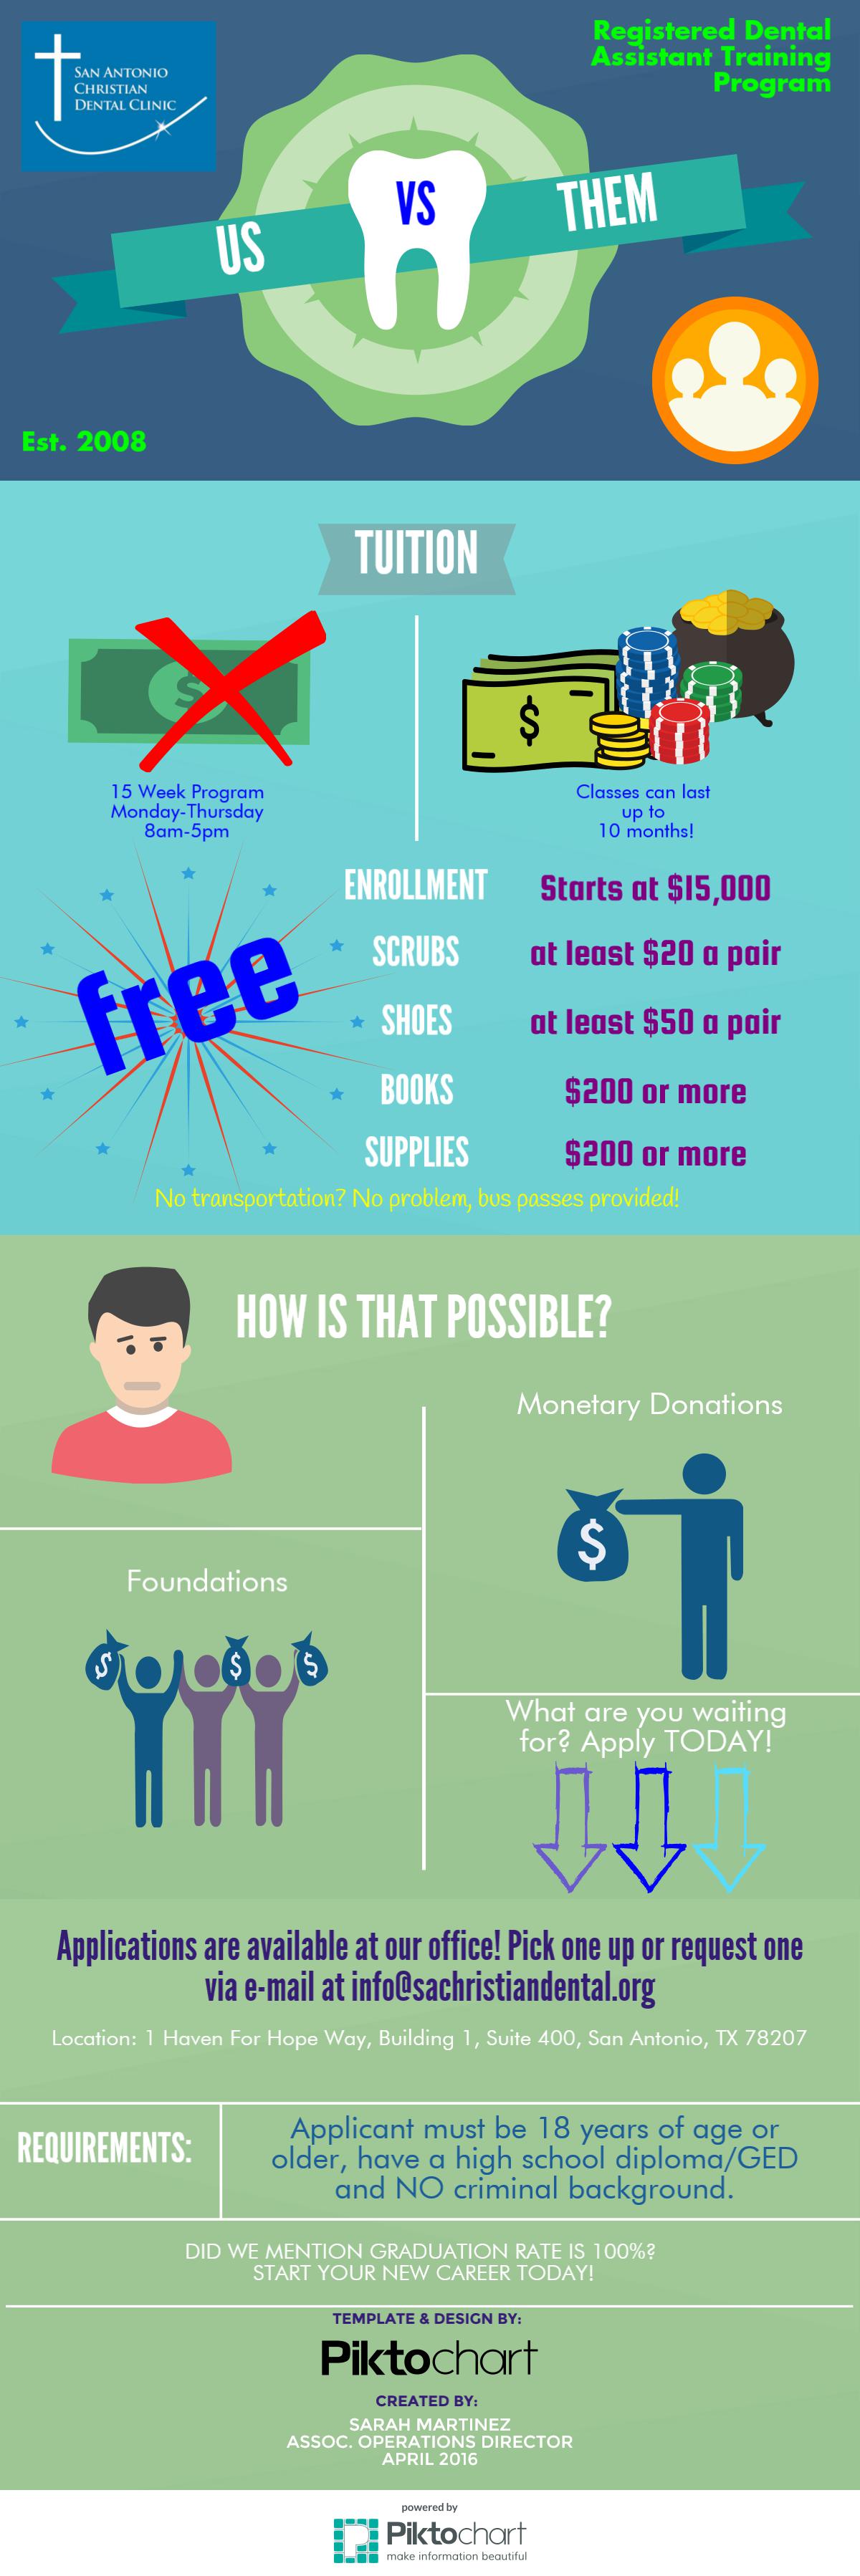 SAN ANTONIO
CHRISTIAN
DENTAL CLINIC
Registered Dental
Assistant Training
Program
US
VS
THEM
Est. 2008
TUITION
$
$
15 Week Program
Monday-Thursday
8am-5pm
Classes can last
up to
10 months!
free
ENROLLMENT
Starts at $15,000
SCRUBS
at least $20 a pair
SHOES
at least $50 a pair
BOOKS
$200 or more
SUPPLIES
$200 or more
No transportation? No problem, bus passes provided!
HOW IS THAT POSSIBLE?
Monetary Donations
$
Foundations
$ $ $
What are you waiting
for? Apply TODAY!
Applications are available at our office! Pick one up or request one
via e-mail at info@sachristiandental.org
Location: 1 Haven For Hope Way, Building 1, Suite 400, San Antonio, TX 78207
REQUIREMENTS:
Applicant must be 18 years of age or
older, have a high school diploma/GED
and NO criminal background.
DID WE MENTION GRADUATION RATE IS 100%?
START YOUR NEW CAREER TODAY!
TEMPLATE & DESIGN BY:
Piktochart
CREATED BY:
SARAH MARTINEZ
ASSOC. OPERATIONS DIRECTOR
APRIL 2016
powered by
Piktochart
make information beautiful